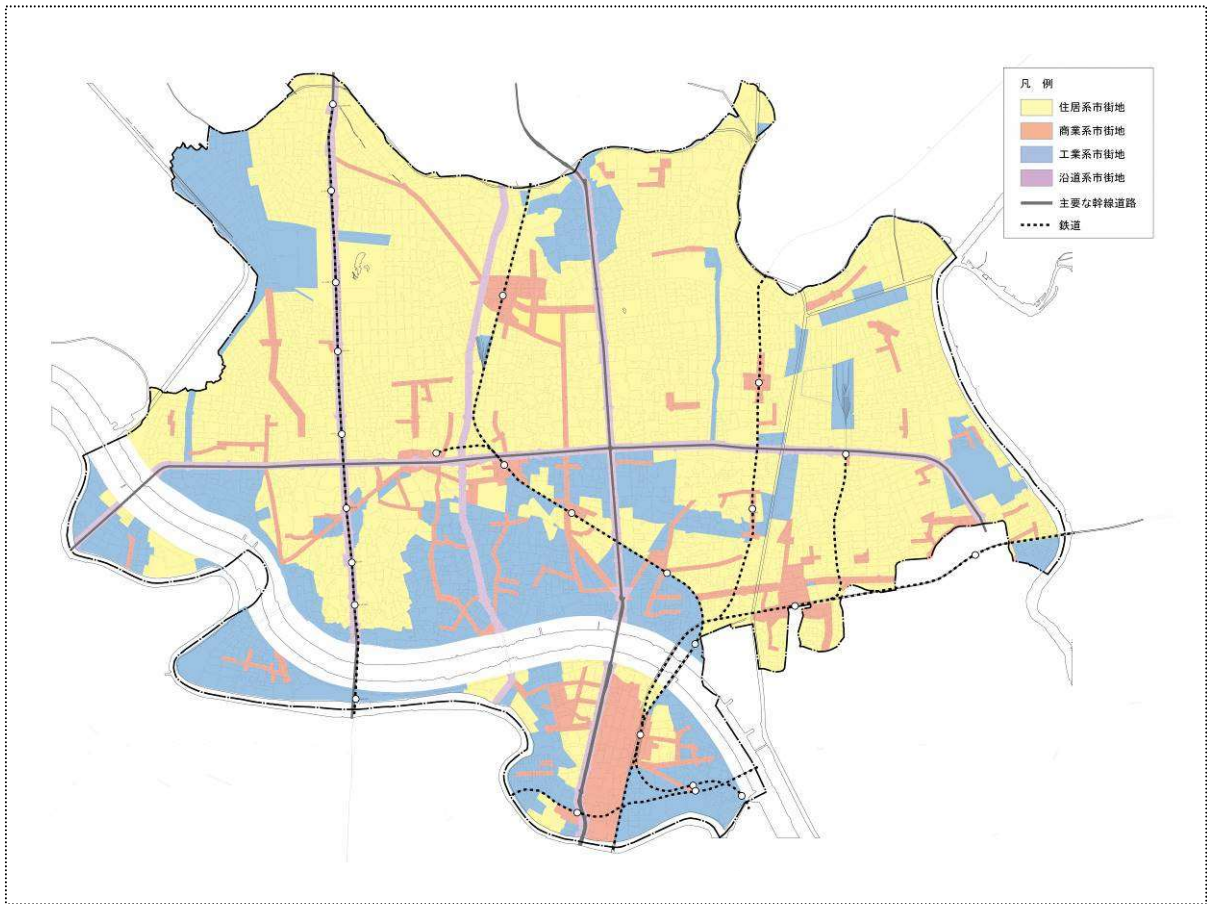 凡 例
住居系市街地
商業系市街地
工業系市街地
沿道系市街地
主要な幹線道路
鉄道